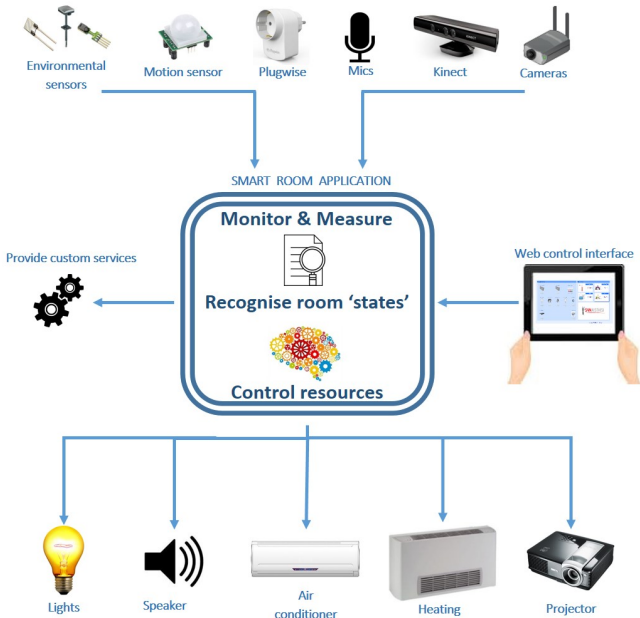 Environmental
sensors
Motion sensor
Plugwise
Mics
Kinect
Cameras
SMART ROOM APPLICATION
Monitor & Measure
Recognise room ‘states’
Control resources
Provide custom services
Web control interface
Lights
Speaker
Air
conditioner
Heating
Projector